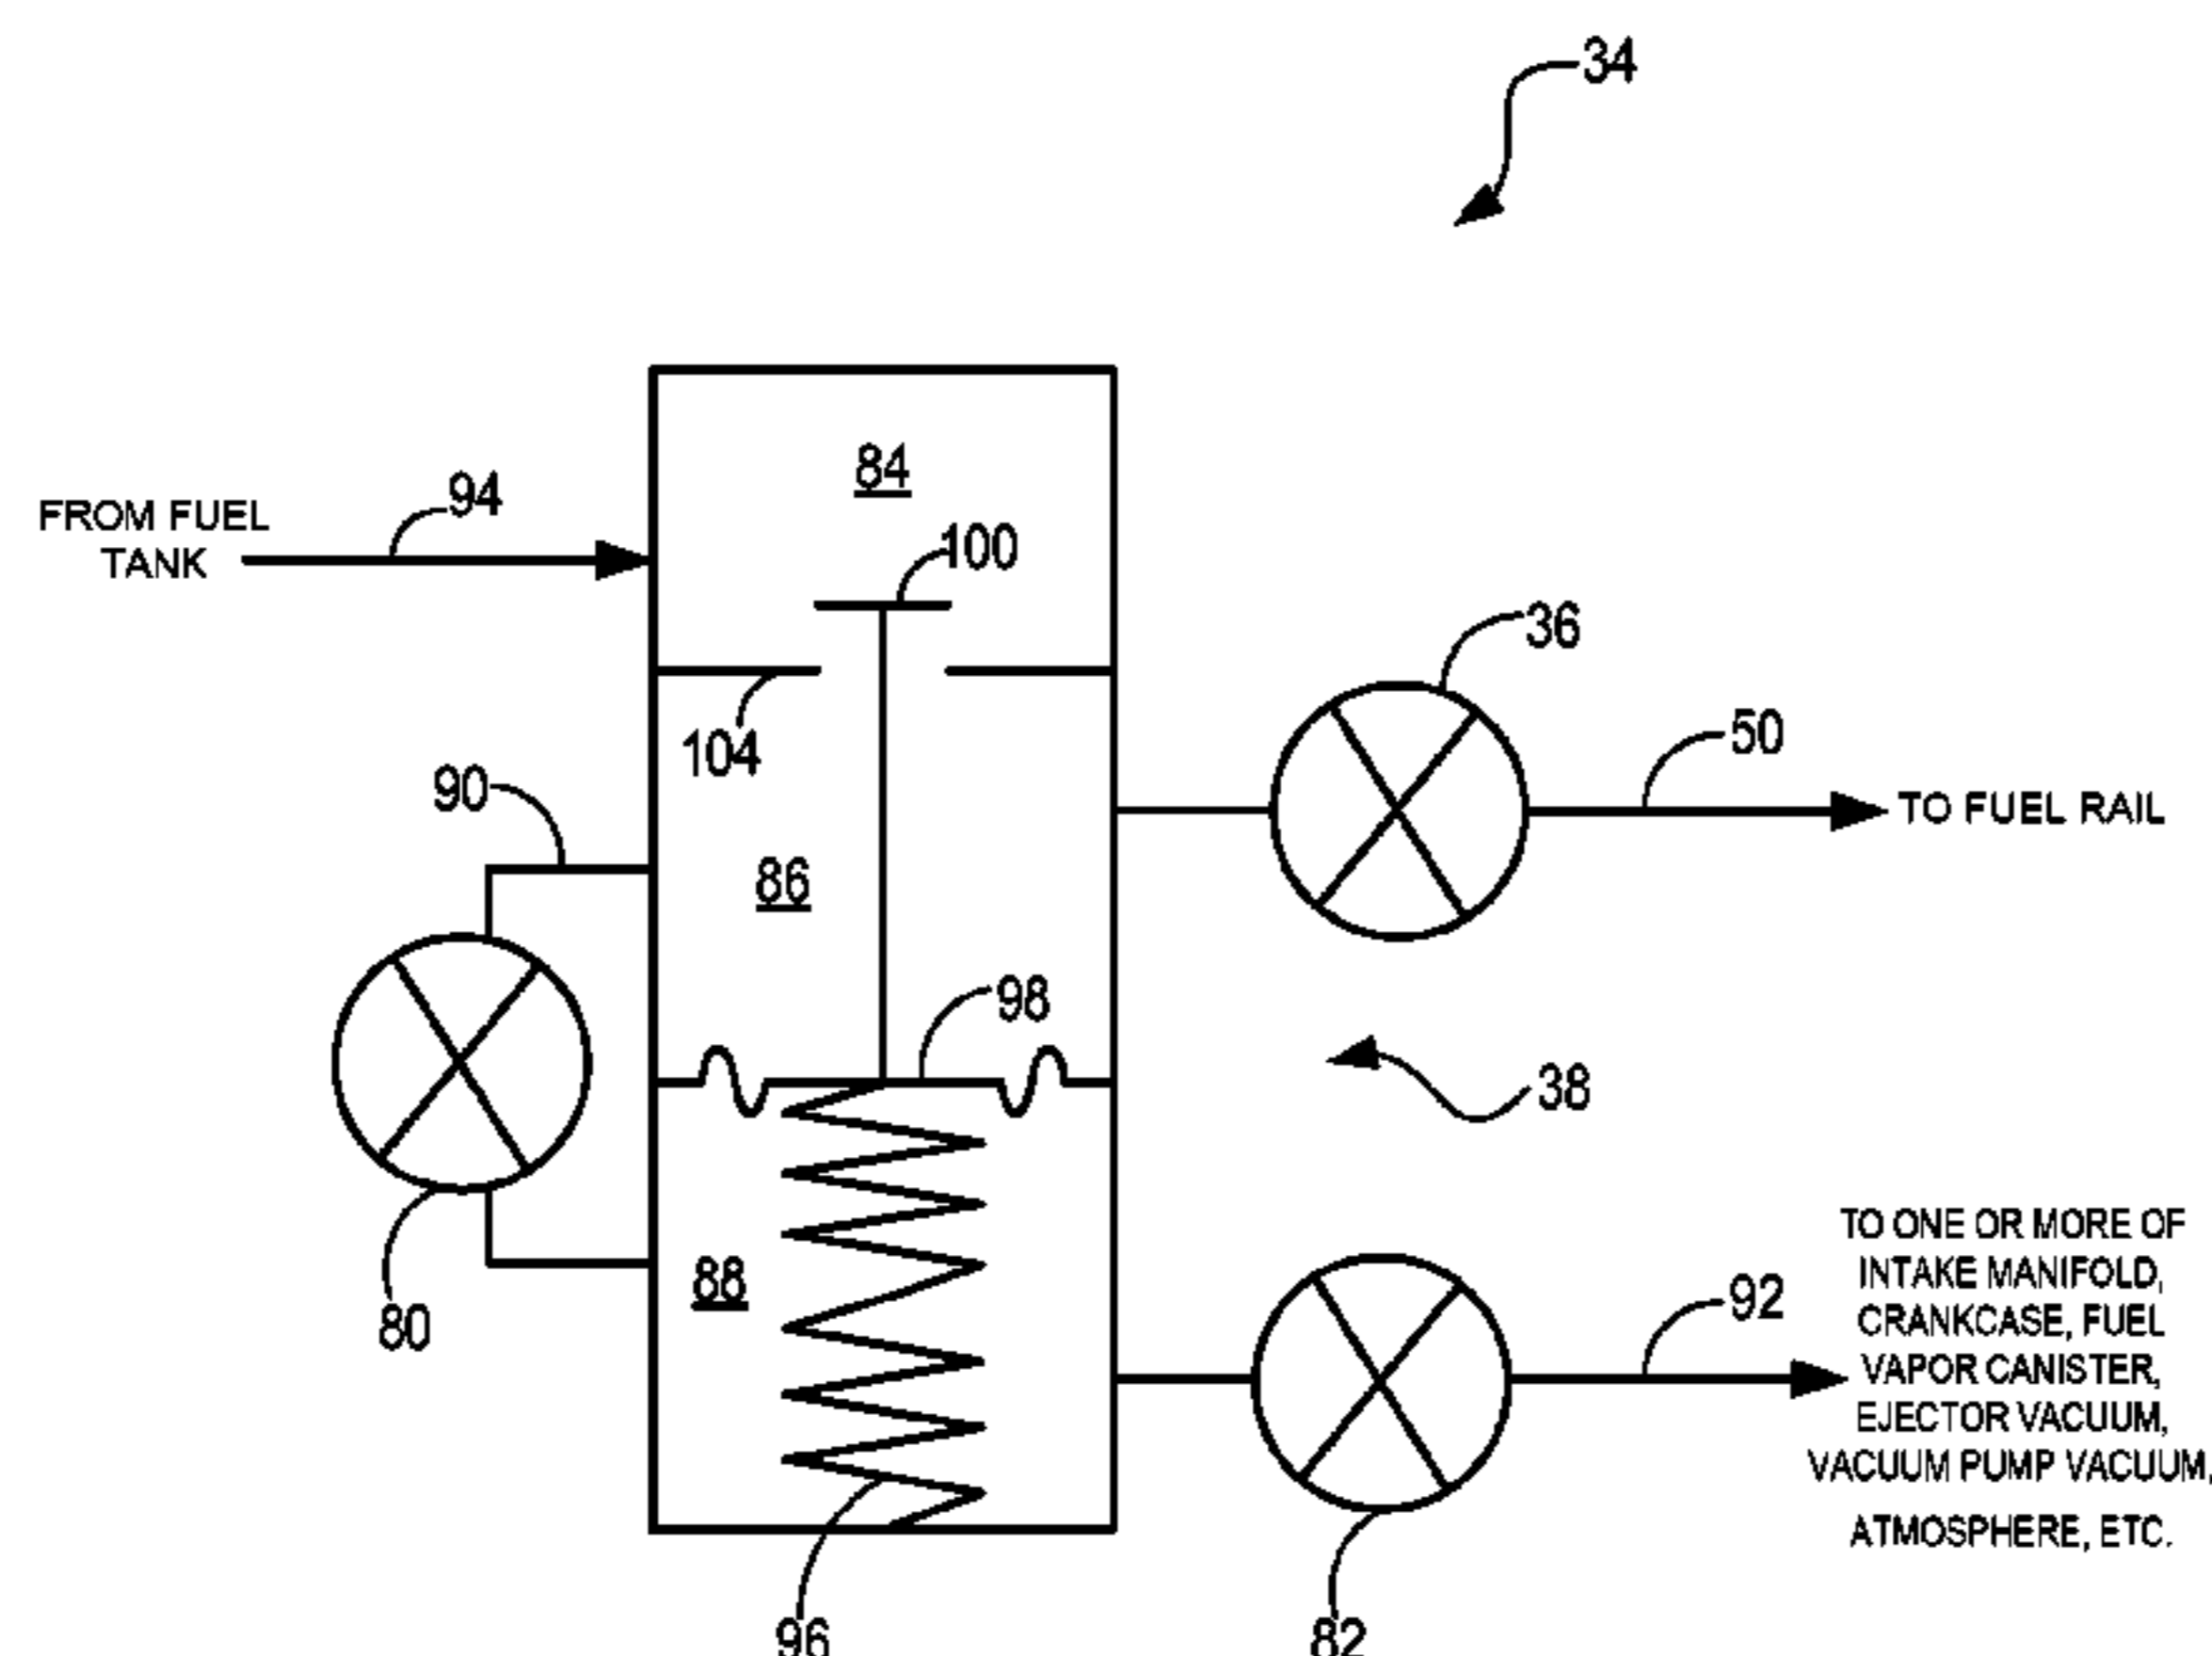 34
84
94
FROM FUEL
TANK
100
36
50
104
TO FUEL RAIL
90
86
98
38
88
80
92
TO ONE OR MORE OF
INTAKE MANIFOLD,
CRANKCASE, FUEL
VAPOR CANISTER,
EJECTOR VACUUM,
VACUUM PUMP VACUUM,
ATMOSPHERE, ETC.
96
82